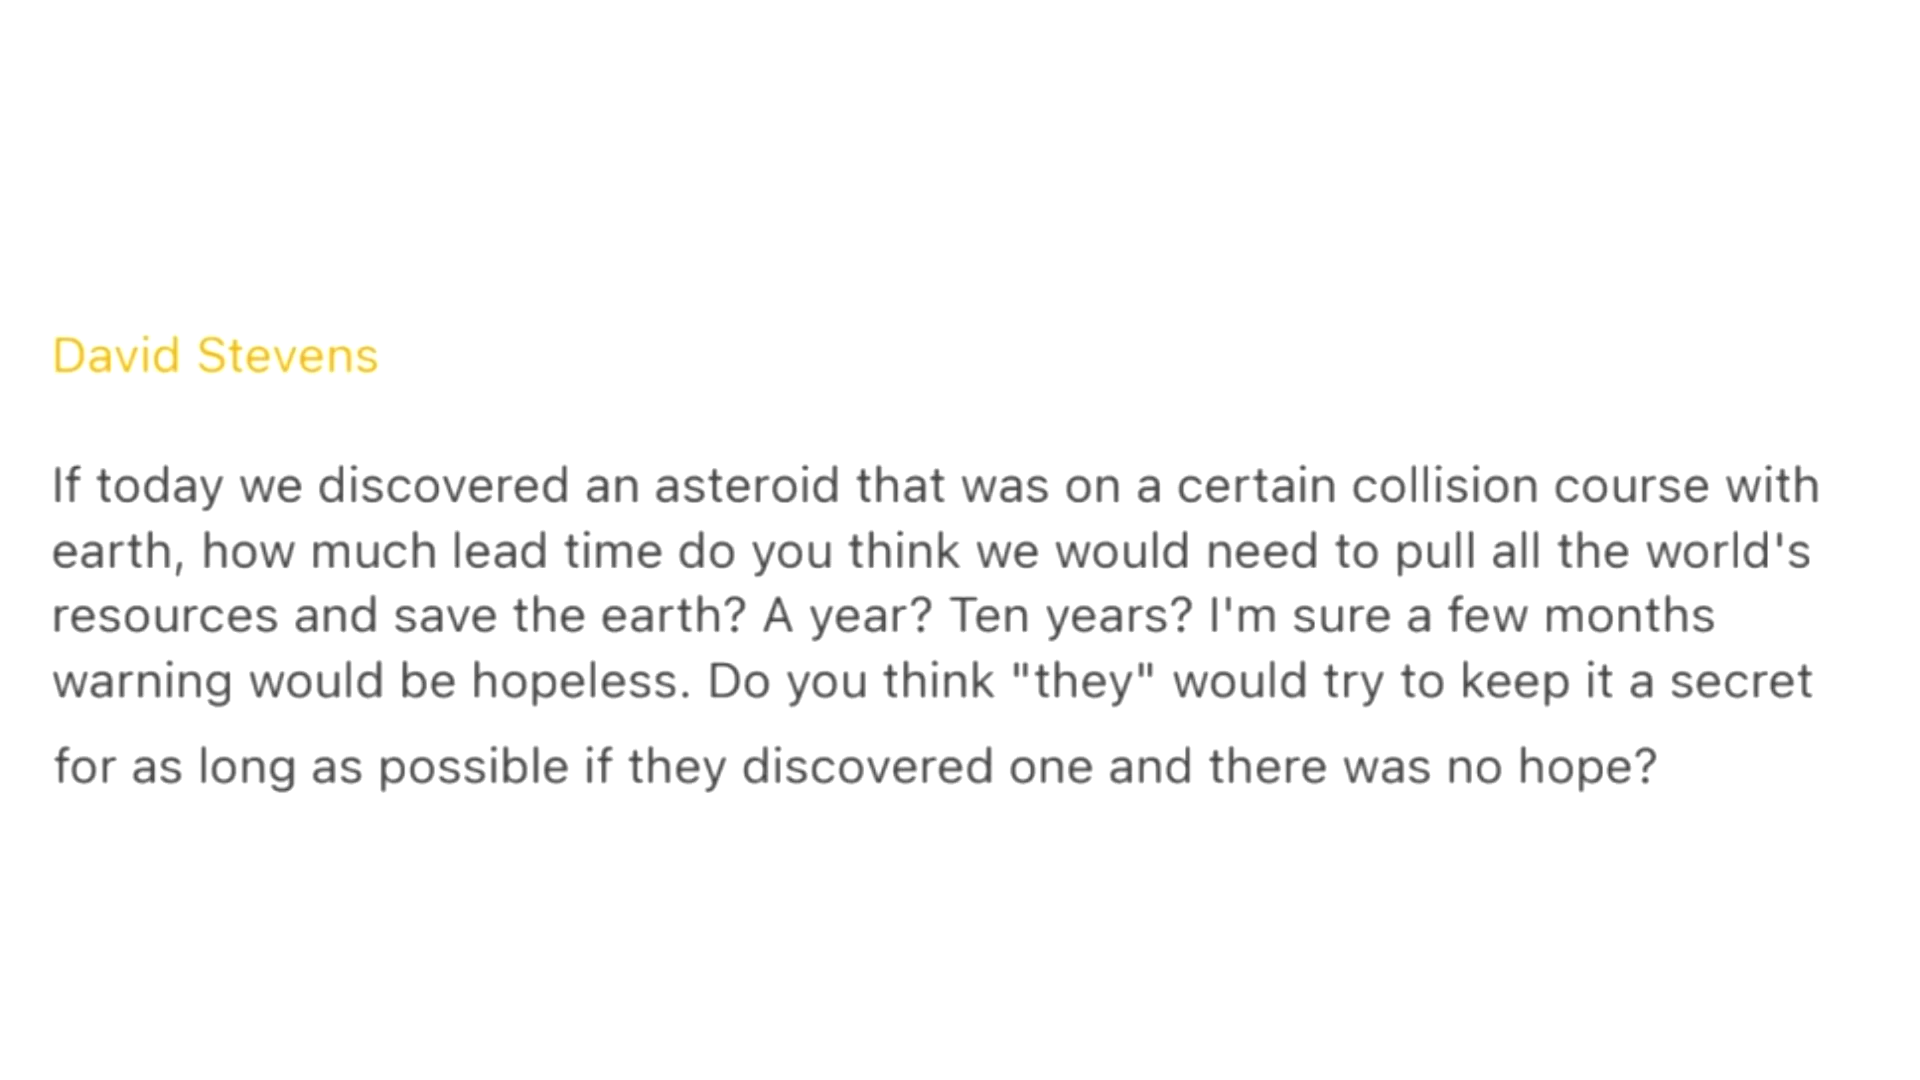 David Stevens
If today we discovered an asteroid that was on a certain collision course with
earth, how much lead time do you think we would need to pull all the world's
resources and save the earth? A year? Ten years? I'm sure a few months
warning would be hopeless. Do you think "they" would try to keep it a secret
for as long as possible if they discovered one and there was no hope?